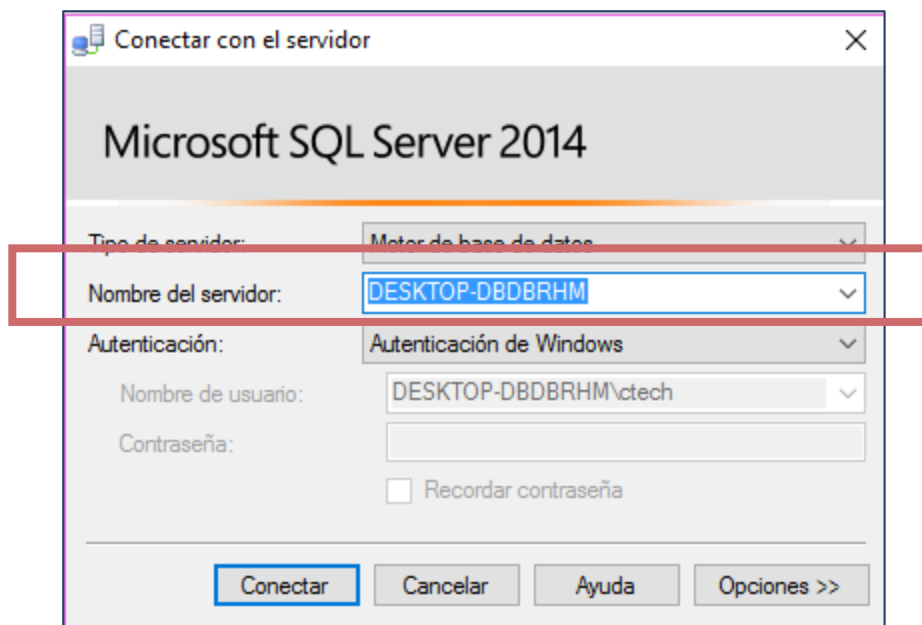 Conectar con el servidor
Microsoft SQL Server 2014
Tipo de servidor: Motor de base de datos
Nombre del servidor: DESKTOP-DBDBRHM
Autenticación: Autenticación de Windows
Nombre de usuario: DESKTOP-DBDBRHM\ctech
Contraseña:
Recordar contraseña
Conectar Cancelar Ayuda Opciones >>